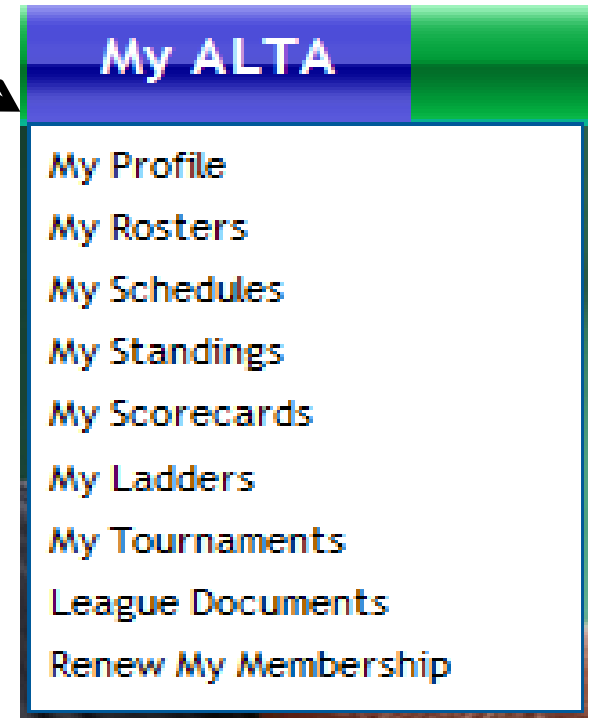 My ALTA
My Profile
My Rosters
My Schedules
My Standings
My Scorecards
My Ladders
My Tournaments
League Documents
Renew My Membership